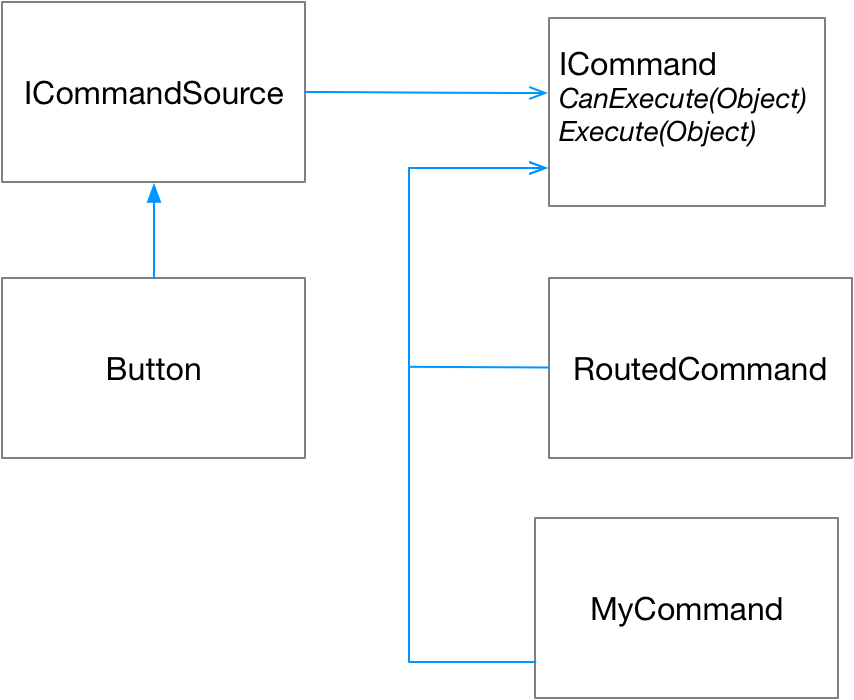 ICommandSource
ICommand
CanExecute(Object)
Execute(Object)
Button
RoutedCommand
MyCommand